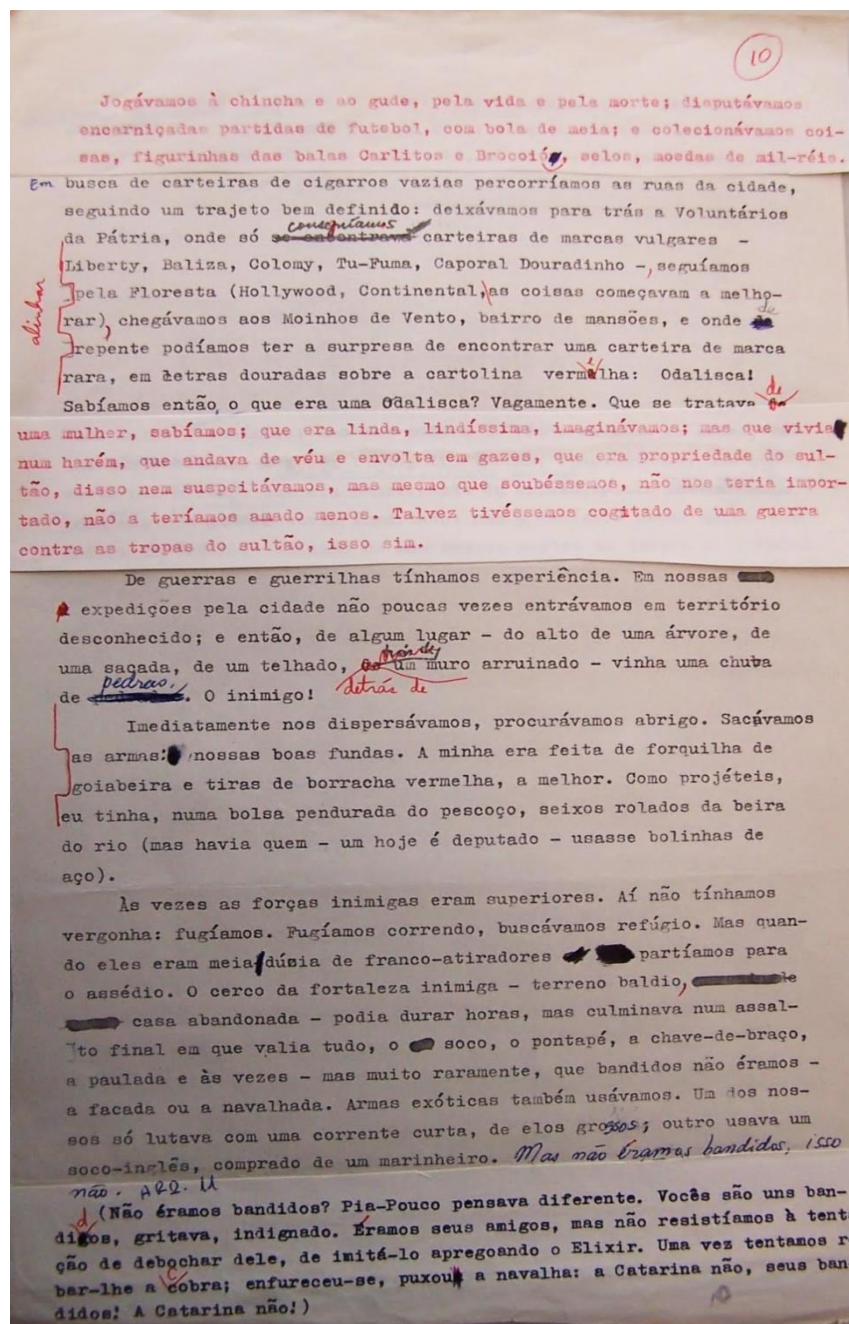 10
Jogávamos à chincha e ao gude, pela vida e pela morte; disputávamos
encarniçadas partidas de futebol, com bola de meia; e colecionávamos coi-
sas, figurinhas das balas Carlitos e Brocoió, selos, moedas de mil-réis.
Em busca de carteiras de cigarros vazias percorríamos as ruas da cidade,
seguindo um trajeto bem definido: deixávamos para trás a Voluntários
conseguíamos
da Pátria, onde só se encontrava carteiras de marcas vulgares -
Liberty, Baliza, Colomy, Tu-Fuma, Caporal Douradinho -, seguíamos
alinhar
pela Floresta (Hollywood, Continental, as coisas começavam a melho-
rar), chegávamos aos Moinhos de Vento, bairro de mansões, e onde de
repente podíamos ter a surpresa de encontrar uma carteira de marca
rara, em letras douradas sobre a cartolina vermelha: Odalisca!
Sabíamos então o que era uma Odalisca? Vagamente. Que se tratava de
uma mulher, sabíamos; que era linda, lindíssima, imaginávamos; mas que vivia
num harém, que andava de véu e envolta em gazes, que era propriedade do sul-
tão, disso nem suspeitávamos, mas mesmo que soubéssemos, não nos teria impor-
tado, não a teríamos amado menos. Talvez tivéssemos cogitado de uma guerra
contra as tropas do sultão, isso sim.
De guerras e guerrilhas tínhamos experiência. Em nossas
expedições pela cidade não poucas vezes entrávamos em território
desconhecido; e então, de algum lugar - do alto de uma árvore, de
uma sacada, de um telhado, um muro arruinado - vinha uma chuva
pedras, detrás de
de . O inimigo!
Imediatamente nos dispersávamos, procurávamos abrigo. Sacávamos
as armas: nossas boas fundas. A minha era feita de forquilha de
goiabeira e tiras de borracha vermelha, a melhor. Como projéteis,
eu tinha, numa bolsa pendurada do pescoço, seixos rolados da beira
do rio (mas havia quem - um hoje é deputado - usasse bolinhas de
aço).
Às vezes as forças inimigas eram superiores. Aí não tínhamos
vergonha: fugíamos. Fugíamos correndo, buscávamos refúgio. Mas quan-
do eles eram meia dúzia de franco-atiradores partíamos para
o assédio. O cerco da fortaleza inimiga - terreno baldio,
casa abandonada - podia durar horas, mas culminava num assal-
to final em que valia tudo, o soco, o pontapé, a chave-de-braço,
a paulada e às vezes - mas muito raramente, que bandidos não éramos -
a facada ou a navalhada. Armas exóticas também usávamos. Um dos nos-
sos só lutava com uma corrente curta, de elos grossos; outro usava um
soco-inglês, comprado de um marinheiro. Mas não éramos bandidos, isso
não.
(Não éramos bandidos? Pia-Pouco pensava diferente. Vocês são uns ban-
didos, gritava, indignado. Éramos seus amigos, mas não resistíamos à tent
ção de debochar dele, de imitá-lo apregoando o Elixir. Uma vez tentamos r
bar-lhe a cobra; enfureceu-se, puxou a navalha: a Catarina não, seus ban
didos! A Catarina não!)